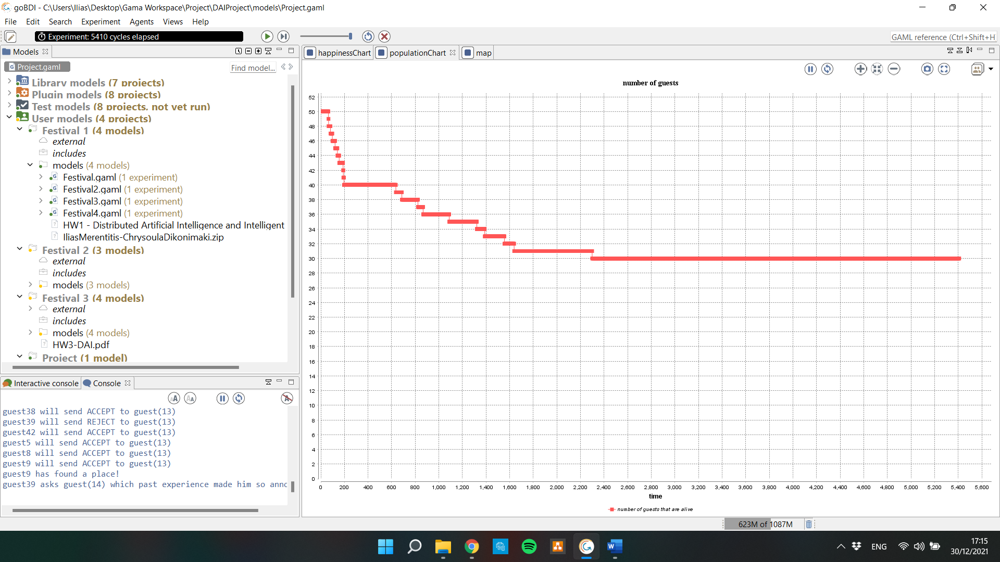 goBDI - C:\Users\Ilias\Desktop\Gama Workspace\Project\DAIProject\models\Project.gaml
File Edit Search Experiment Agents Views Help
Experiment: 5410 cycles elapsed
GAML reference (Ctrl+Shift+H
Models
Project.gaml
Find model...
Library models (7 projects)
Plugin models (8 projects)
Test models (8 projects, not yet run)
User models (4 projects)
Festival 1 (4 models)
external
includes
models (4 models)
Festival.gaml (1 experiment)
Festival2.gaml (1 experiment)
Festival3.gaml (1 experiment)
Festival4.gaml (1 experiment)
HW1 - Distributed Artificial Intelligence and Intelligent
IliasMerentitis-ChrysoulaDikonimaki.zip
Festival 2 (3 models)
external
includes
models (3 models)
Festival 3 (4 models)
external
includes
models (4 models)
HW3-DAI.pdf
Project (1 model)
Interactive console Console
guest38 will send ACCEPT to guest(13)
guest39 will send REJECT to guest(13)
guest42 will send ACCEPT to guest(13)
guest5 will send ACCEPT to guest(13)
guest8 will send ACCEPT to guest(13)
guest9 will send ACCEPT to guest(13)
guest9 has found a place!
guest39 asks guest(14) which past experience made him so anno
happinessChart populationChart map
number of guests
52
50
48
46
44
42
40
38
36
34
32
30
28
26
24
22
20
18
16
14
12
10
8
6
4
2
0
0 200 400 600 800 1,000 1,200 1,400 1,600 1,800 2,000 2,200 2,400 2,600 2,800 3,000 3,200 3,400 3,600 3,800 4,000 4,200 4,400 4,600 4,800 5,000 5,200 5,400 5,600
time
number of guests that are alive
623M of 1087M
ENG
17:15
30/12/2021